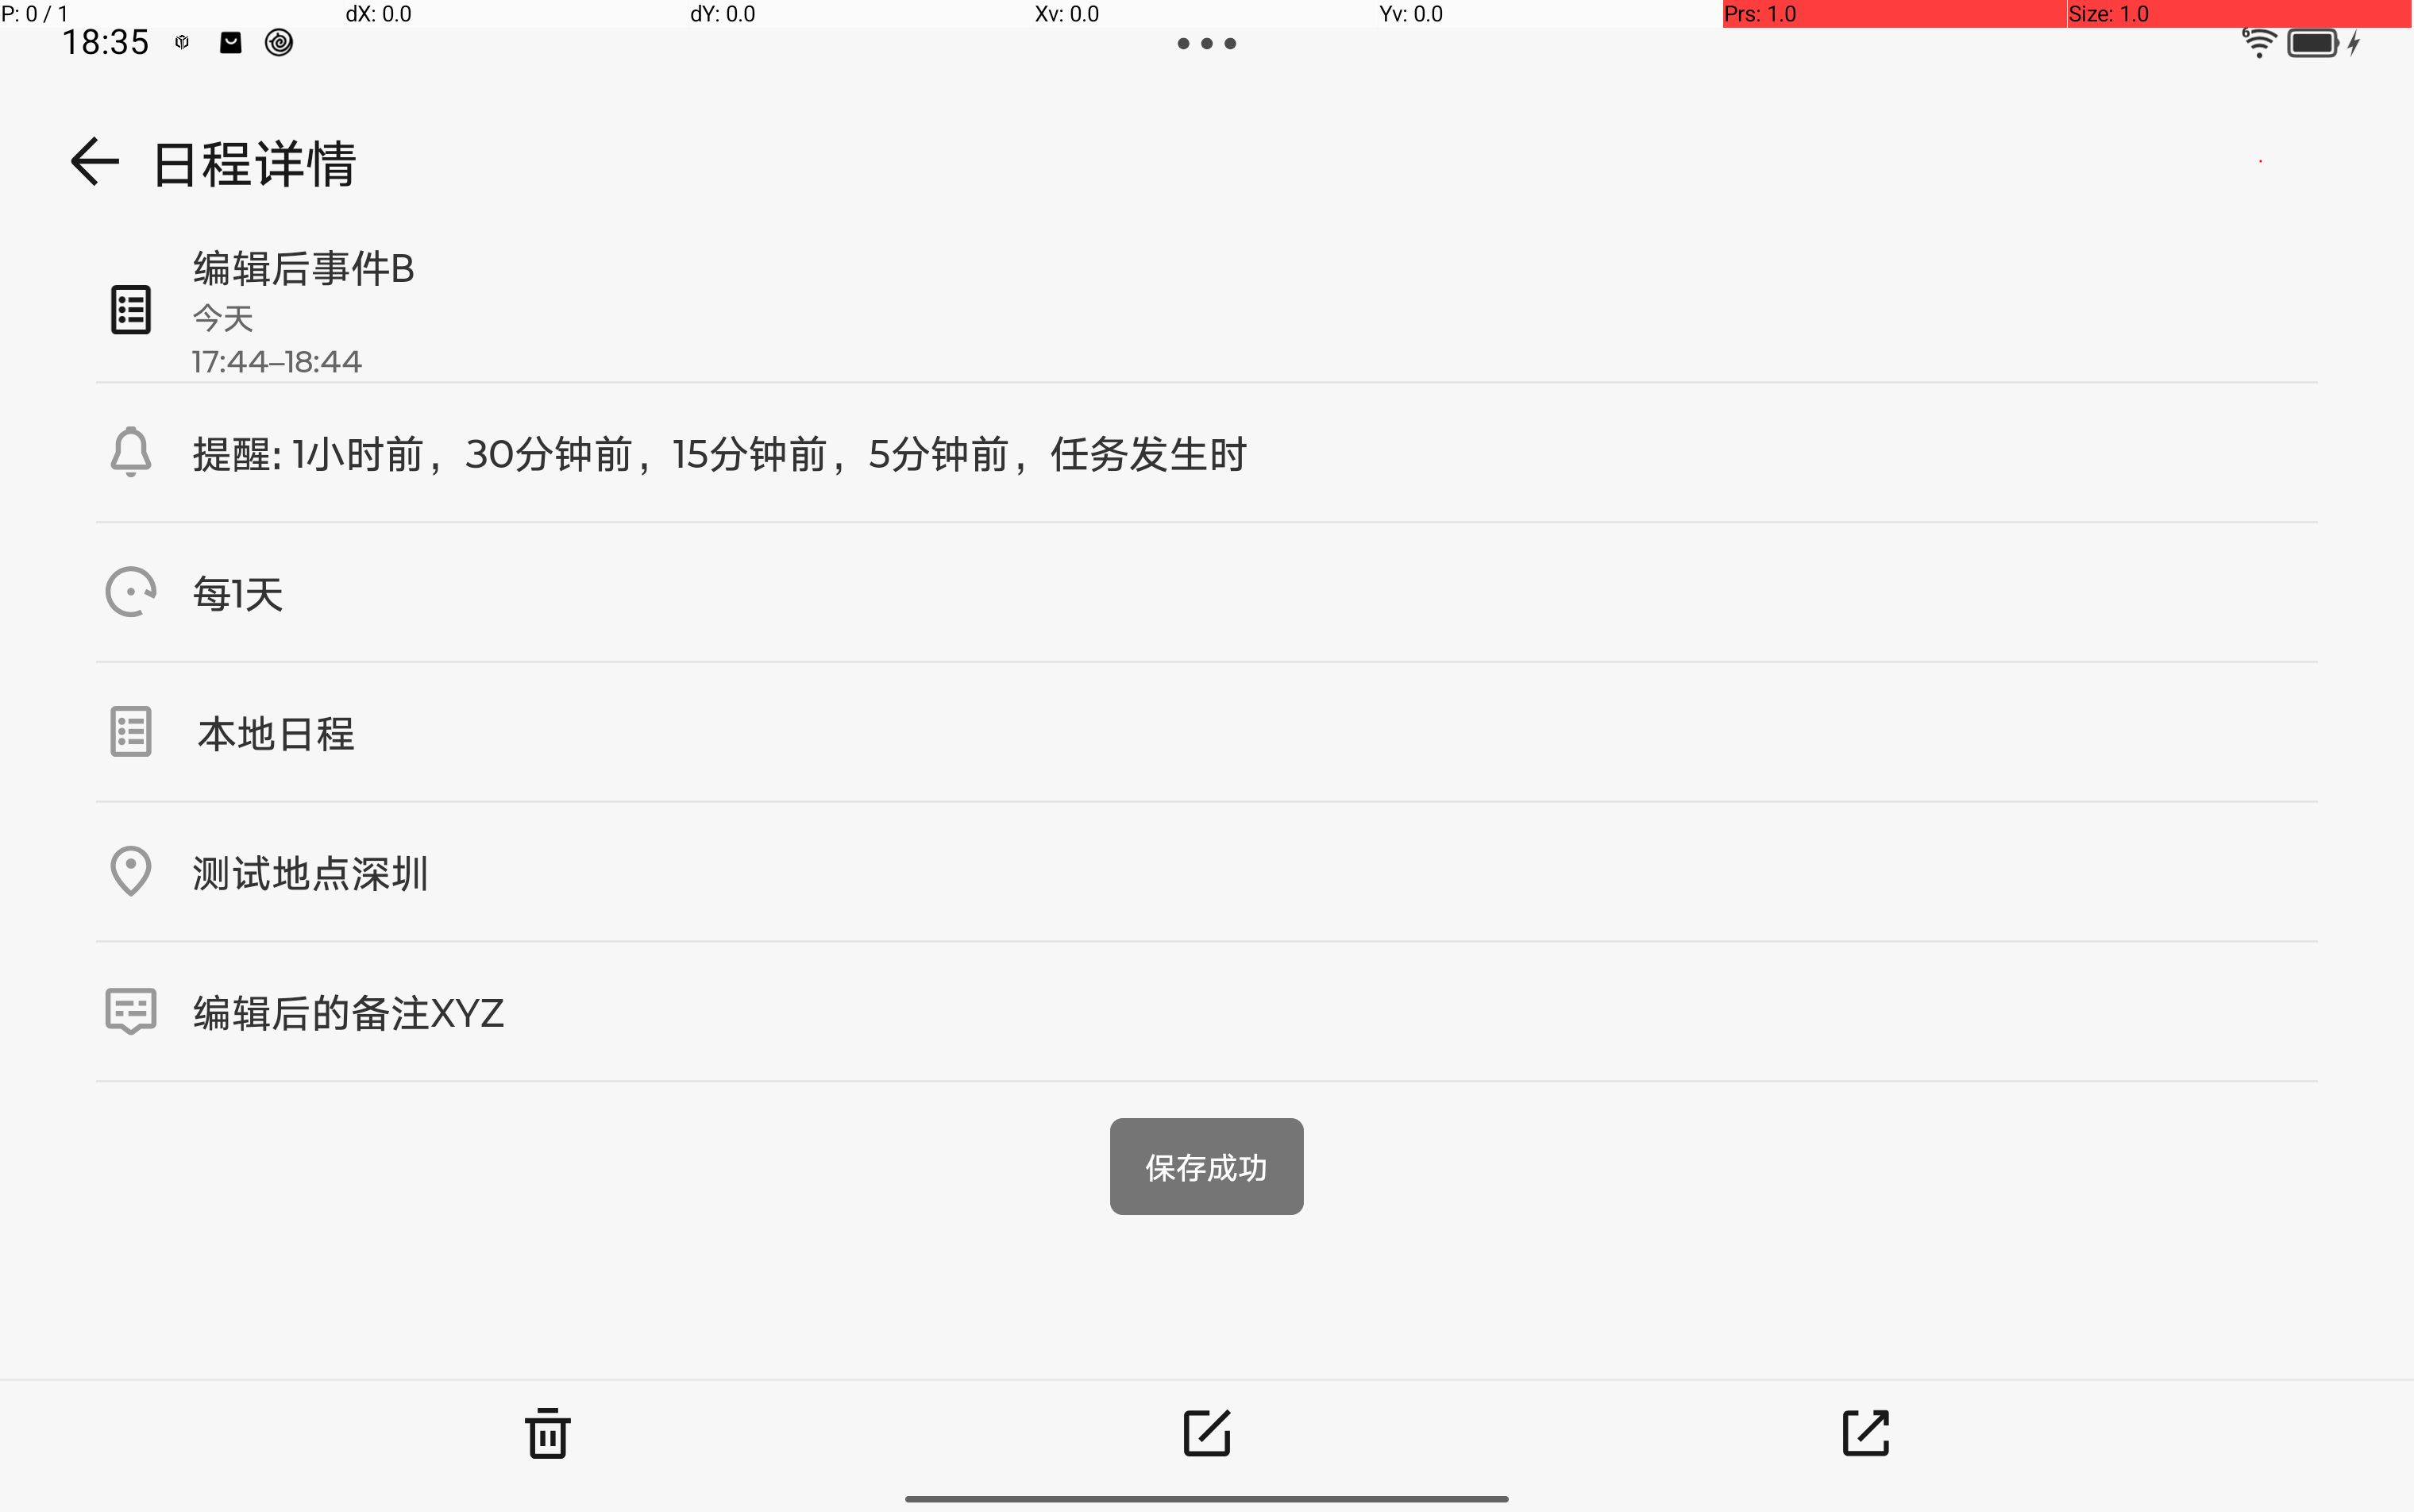 P: 0 / 1 dX: 0.0 dY: 0.0 Xv: 0.0 Yv: 0.0 Prs: 1.0 Size: 1.0
18:35
6
日程详情
编辑后事件B
今天
17:44–18:44
提醒: 1小时前，30分钟前，15分钟前，5分钟前，任务发生时
每1天
本地日程
测试地点深圳
编辑后的备注XYZ
保存成功